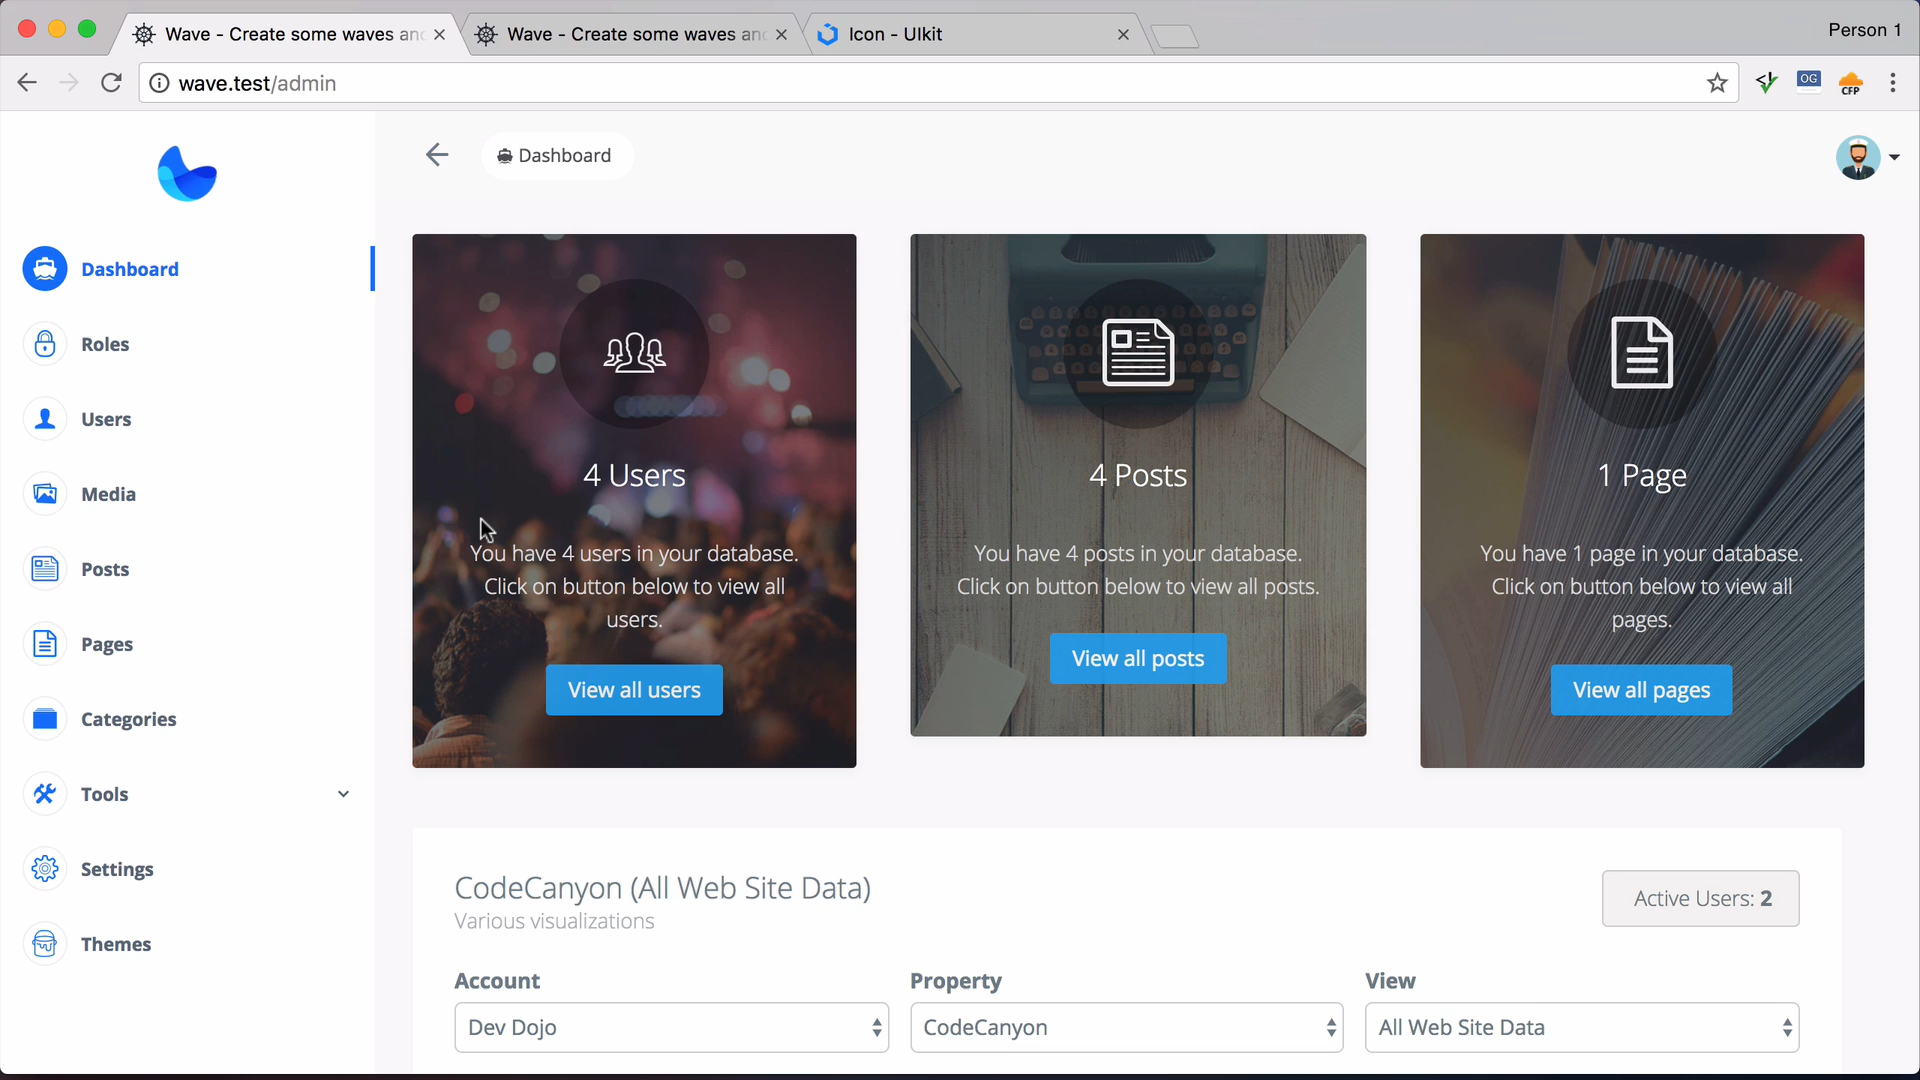 Wave - Create some waves and
Wave - Create some waves and
Icon - UIkit
Person 1
wave.test/admin
OG
CFP
Dashboard
Dashboard
Roles
Users
Media
Posts
Pages
Categories
Tools
Settings
Themes
4 Users
You have 4 users in your database.
Click on button below to view all
users.
View all users
4 Posts
You have 4 posts in your database.
Click on button below to view all posts.
View all posts
1 Page
You have 1 page in your database.
Click on button below to view all
pages.
View all pages
CodeCanyon (All Web Site Data)
Various visualizations
Active Users: 2
Account
Dev Dojo
Property
CodeCanyon
View
All Web Site Data